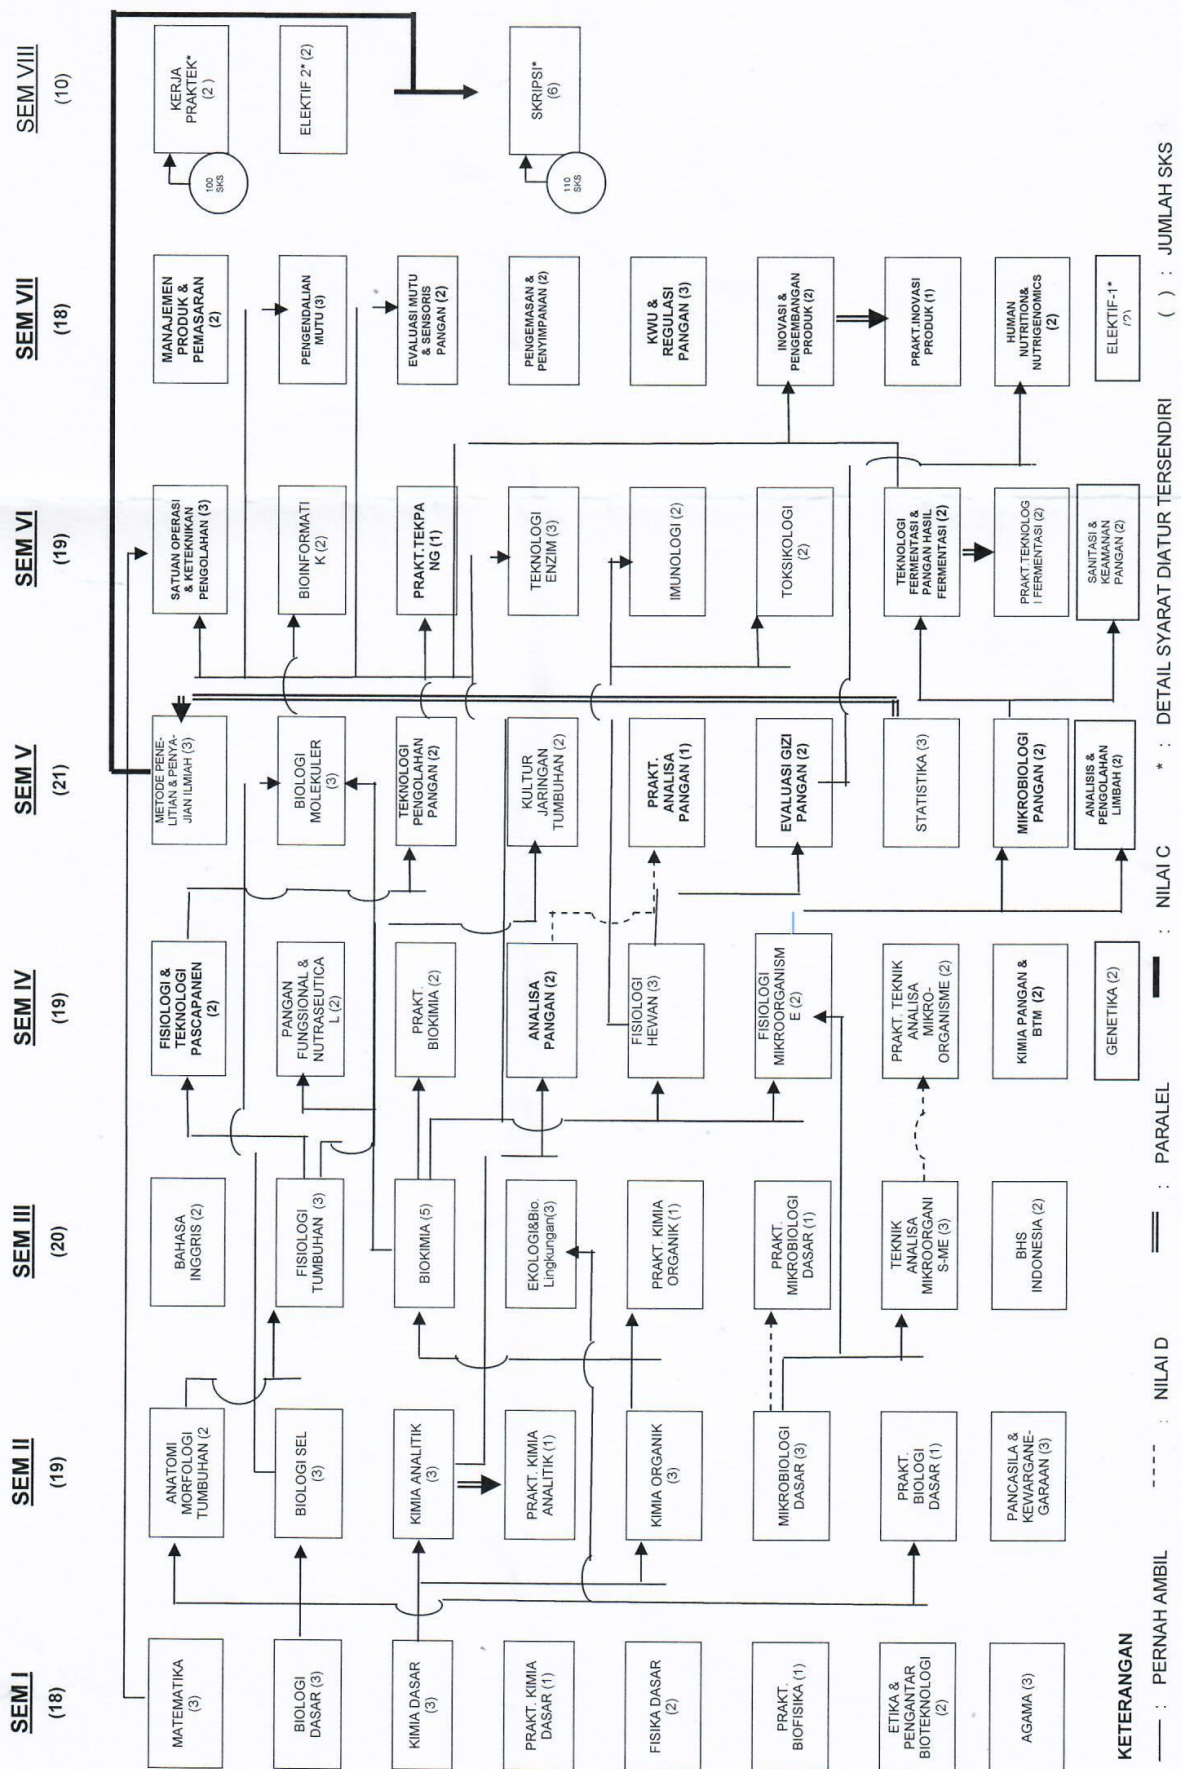 SEM I
(18)
MATEMATIKA
(3)
BIOLOGI
DASAR (3)
KIMIA DASAR
(3)
PRAKT. KIMIA
DASAR (1)
FISIKA DASAR
(2)
PRAKT.
BIOFISIKA (1)
ETIKA &
PENGANTAR
BIOTEKNOLOGI
(2)
AGAMA (3)
SEM II
(19)
ANATOMI
MORFOLOGI
TUMBUHAN (2
BIOLOGI SEL
(3)
KIMIA ANALITIK
(3)
PRAKT. KIMIA
ANALITIK (1)
KIMIA ORGANIK
(3)
MIKROBIOLOGI
DASAR (3)
PRAKT.
BIOLOGI
DASAR (1)
PANCASILA &
KEWARGANE-
GARAAN (3)
SEM III
(20)
BAHASA
INGGRIS (2)
FISIOLOGI
TUMBUHAN (3)
BIOKIMIA (5)
EKOLOGI&Bio.
Lingkungan(3)
PRAKT. KIMIA
ORGANIK (1)
PRAKT.
MIKROBIOLOGI
DASAR (1)
TEKNIK
ANALISA
MIKROORGANI
S-ME (3)
BHS
INDONESIA (2)
SEM IV
(19)
FISIOLOGI &
TEKNOLOGI
PASCAPANEN
(2)
PANGAN
FUNGSIONAL &
NUTRASEUTICA
L (2)
PRAKT.
BIOKIMIA (2)
ANALISA
PANGAN (2)
FISIOLOGI
HEWAN (3)
FISIOLOGI
MIKROORGANISM
E (2)
PRAKT. TEKNIK
ANALISA
MIKRO-
ORGANISME (2)
KIMIA PANGAN &
BTM (2)
GENETIKA (2)
SEM V
(21)
METODE PENE-
LITIAN & PENYA-
JIAN ILMIAH (3)
BIOLOGI
MOLEKULER
(3)
TEKNOLOGI
PENGOLAHAN
PANGAN (2)
KULTUR
JARINGAN
TUMBUHAN (2)
PRAKT.
ANALISA
PANGAN (1)
EVALUASI GIZI
PANGAN (2)
STATISTIKA (3)
MIKROBIOLOGI
PANGAN (2)
ANALISIS &
PENGOLAHAN
LIMBAH (2)
SEM VI
(19)
SATUAN OPERASI
& KETEKNIKAN
PENGOLAHAN (3)
BIOINFORMATI
K (2)
PRAKT.TEKPA
NG (1)
TEKNOLOGI
ENZIM (3)
IMUNOLOGI (2)
TOKSIKOLOGI
(2)
TEKNOLOGI
FERMENTASI &
PANGAN HASIL
FERMENTASI (2)
PRAKT.TEKNOLOG
I FERMENTASI (2)
SANITASI &
KEAMANAN
PANGAN (2)
SEM VII
(18)
MANAJEMEN
PRODUK &
PEMASARAN
(2)
PENGENDALIAN
MUTU (3)
EVALUASI MUTU
& SENSORIS
PANGAN (2)
PENGEMASAN &
PENYIMPANAN (2)
KWU &
REGULASI
PANGAN (3)
INOVASI &
PENGEMBANGAN
PRODUK (2)
PRAKT.INOVASI
PRODUK (1)
HUMAN
NUTRITION&
NUTRIGENOMICS
(2)
ELEKTIF-1*
(2)
SEM VIII
(10)
KERJA
PRAKTEK*
(2 )
100
SKS
ELEKTIF 2* (2)
SKRIPSI*
(6)
110
SKS
KETERANGAN
: PERNAH AMBIL ---- : NILAI D : PARALEL : NILAI C * : DETAIL SYARAT DIATUR TERSENDIRI ( ) : JUMLAH SKS